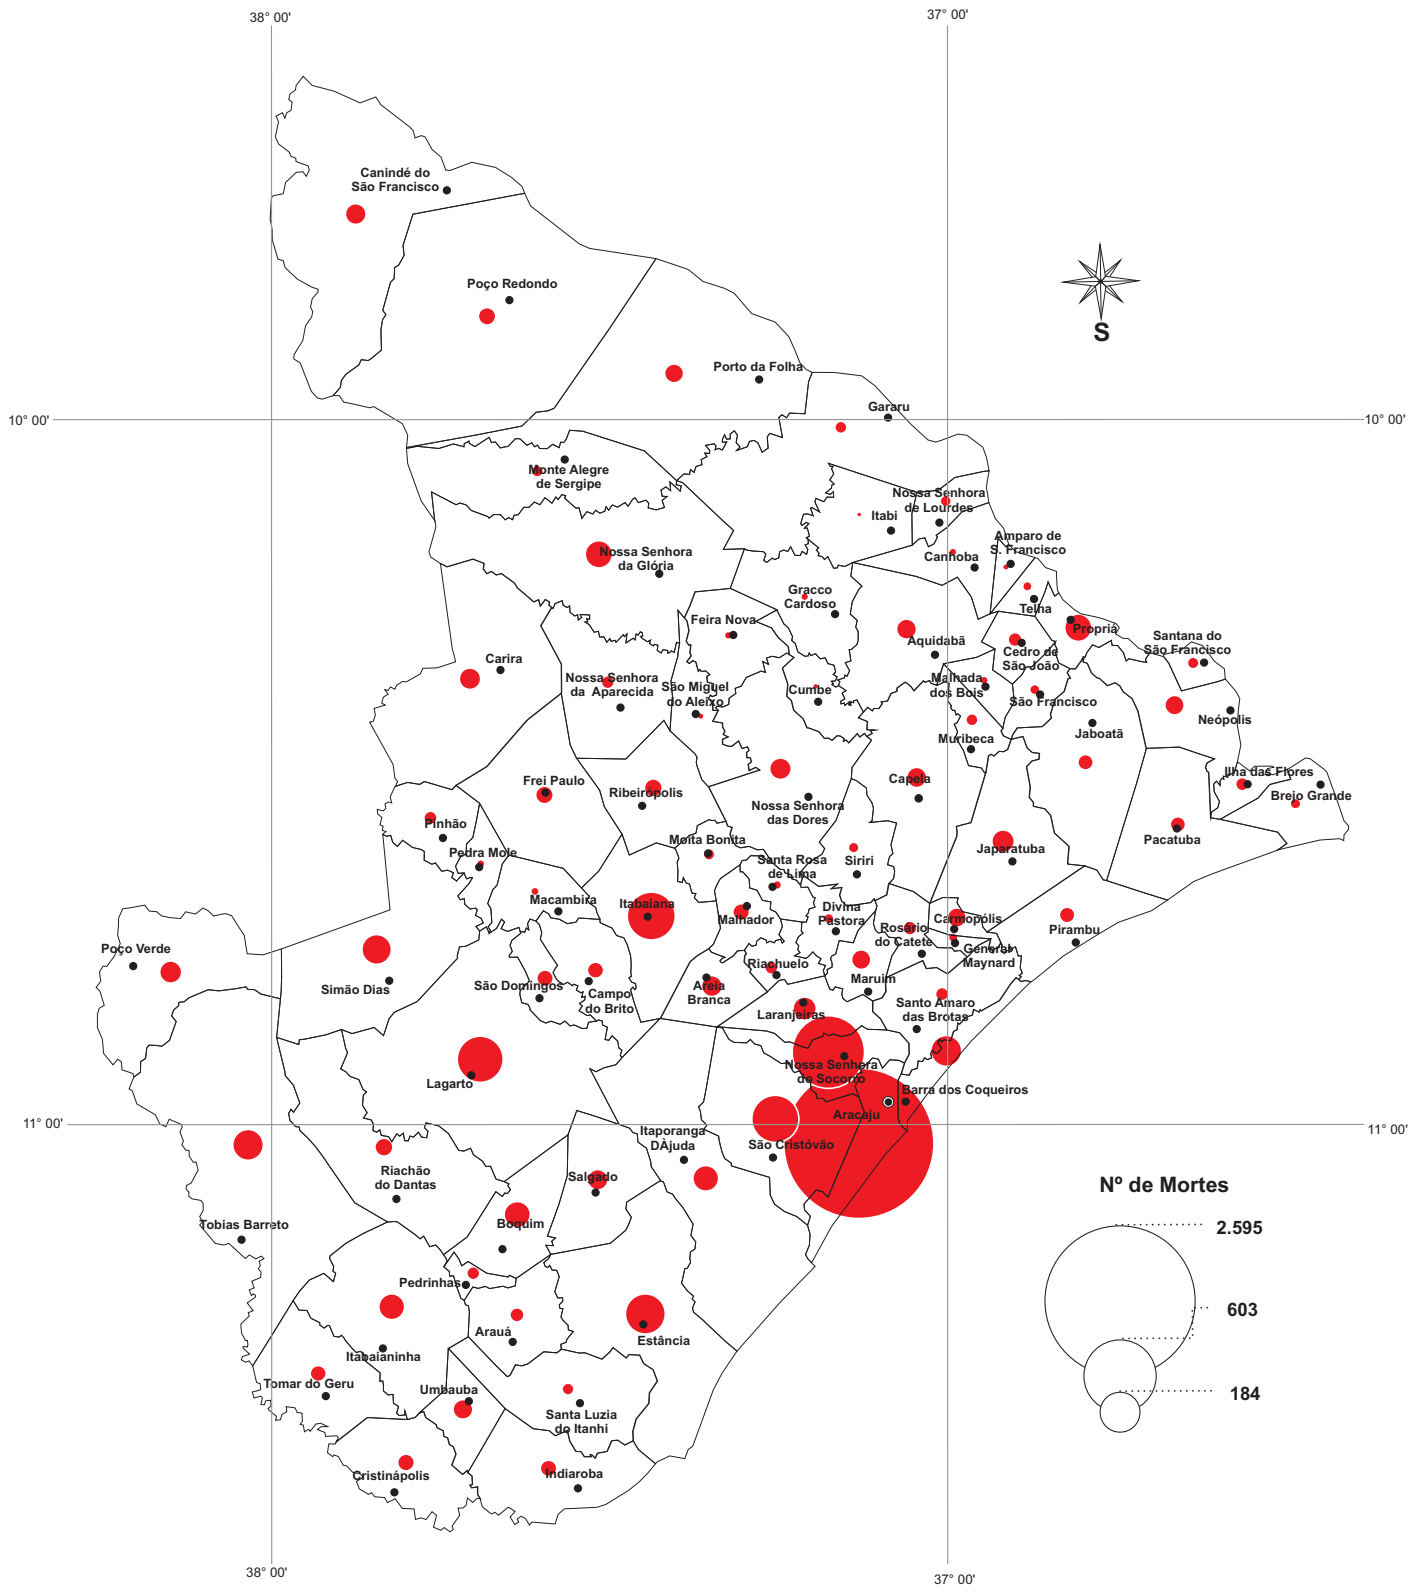 38° 00'
37° 00'
Canindé do
São Francisco
Poço Redondo
S
Porto da Folha
Gararu
10° 00'
10° 00'
Monte Alegre
de Sergipe
Nossa Senhora
de Lourdes
Itabi
Nossa Senhora
da Glória
Canhoba
Amparo de
S. Francisco
Gracco
Cardoso
Telha
Feira Nova
Propriá
Aquidabã
Cedro de
São João
Santana do
São Francisco
Carira
Nossa Senhora
da Aparecida
São Miguel
do Aleixo
Cumbe
Malhada
dos Bois
São Francisco
Neópolis
Jaboatã
Muribeca
Frei Paulo
Ribeirópolis
Capela
Ilha das Flores
Brejo Grande
Nossa Senhora
das Dores
Pinhão
Moita Bonita
Pedra Mole
Santa Rosa
de Lima
Siriri
Japaratuba
Pacatuba
Macambira
Itabaiana
Malhador
Divina
Pastora
Rosário
do Catete
Carmopólis
Pirambu
General
Maynard
Poço Verde
Simão Dias
São Domingos
Campo
do Brito
Areia
Branca
Riachuelo
Maruim
Santo Amaro
das Brotas
Laranjeiras
Lagarto
Nossa Senhora
do Socorro
Barra dos Coqueiros
Aracaju
11° 00'
11° 00'
Itaporanga
DÀjuda
São Cristóvão
Riachão
do Dantas
Salgado
Nº de Mortes
Tobias Barreto
Boquim
2.595
Pedrinhas
603
Arauá
Estância
Itabaianinha
Tomar do Geru
Umbauba
184
Santa Luzia
do Itanhi
Cristinápolis
Indiaroba
38° 00'
37° 00'